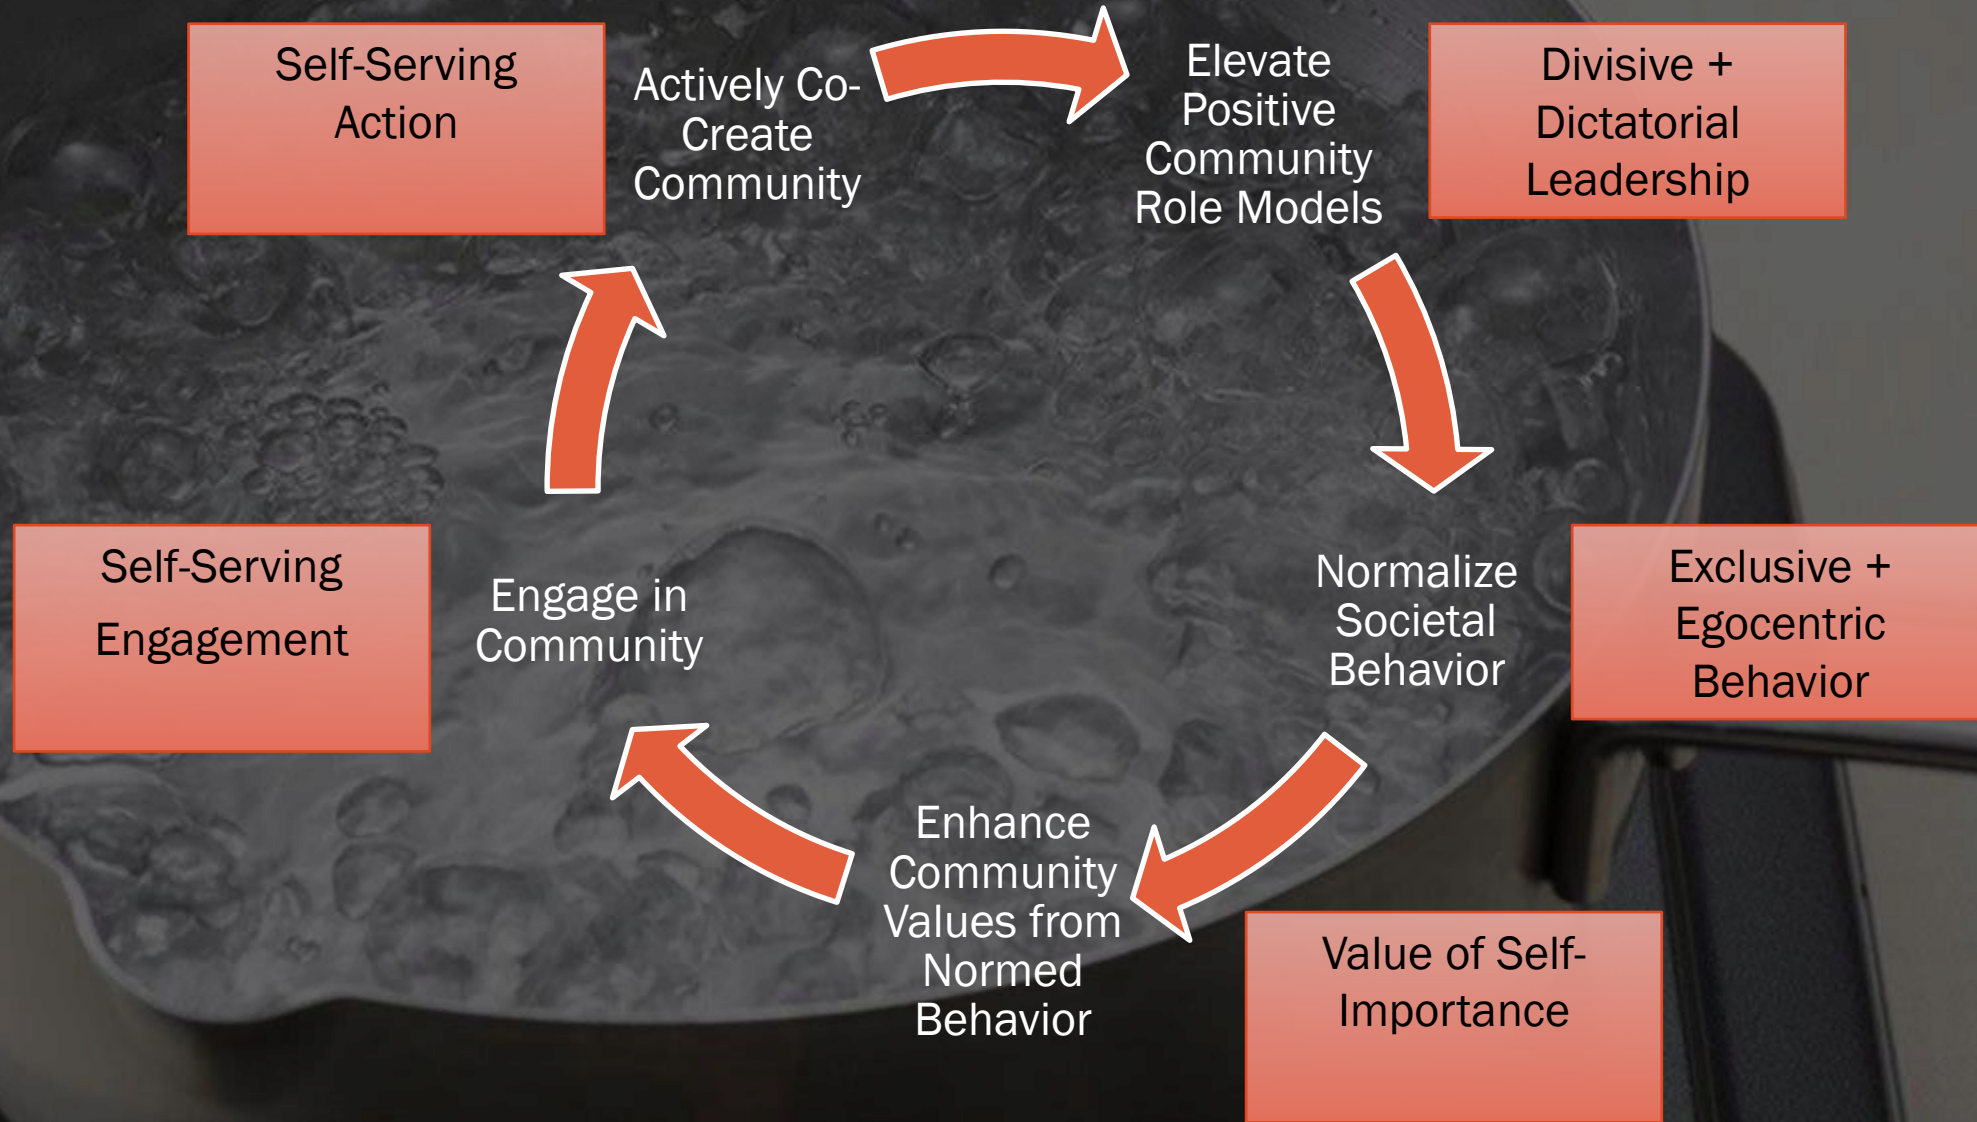 Self-Serving
Action
Actively Co-
Create
Community
Elevate
Positive
Community
Role Models
Divisive +
Dictatorial
Leadership
Self-Serving
Engagement
Engage in
Community
Normalize
Societal
Behavior
Exclusive +
Egocentric
Behavior
Enhance
Community
Values from
Normed
Behavior
Value of Self-
Importance